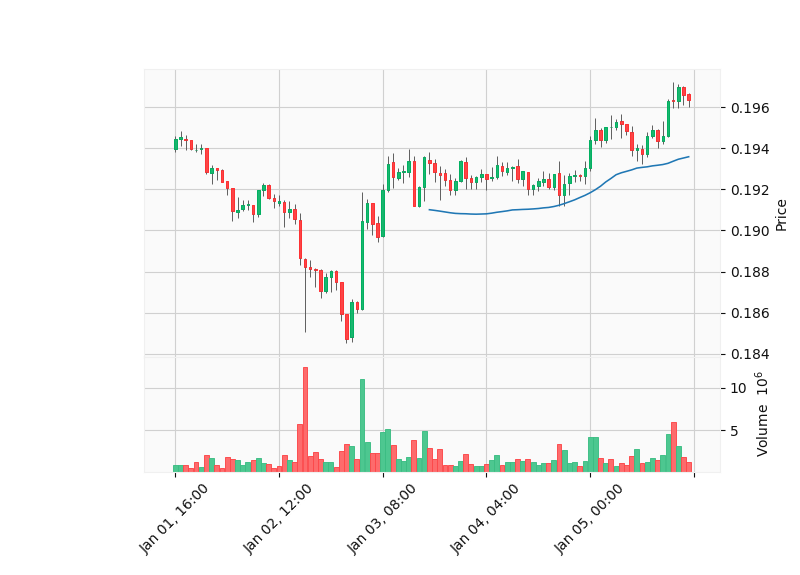 0.196
0.194
0.192
0.190
0.188
0.186
0.184
Price
10
5
Volume 10⁶
Jan 01, 16:00
Jan 02, 12:00
Jan 03, 08:00
Jan 04, 04:00
Jan 05, 00:00